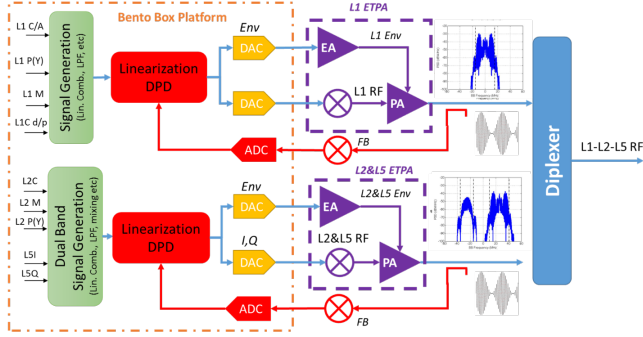 Bento Box Platform
L1 ETPA
L1 C/A
L1 P(Y)
L1 M
L1C d/p
Signal Generation
(Lin. Comb., LPF, etc)
Linearization
DPD
Env
DAC
DAC
EA
L1 Env
L1 RF
PA
ADC
FB
Diplexer
L1-L2-L5 RF
L2&L5 ETPA
L2C
L2 M
L2 P(Y)
L5I
L5Q
Dual Band
Signal Generation
(Lin. Comb., LPF, mixing etc)
Linearization
DPD
Env
DAC
I,Q
DAC
EA
L2&L5 Env
L2&L5 RF
PA
ADC
FB